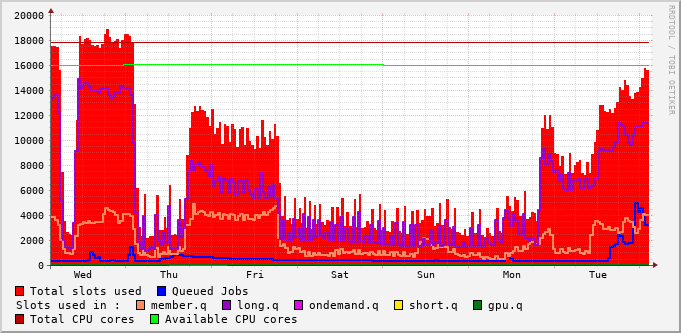 20000
18000
16000
14000
12000
10000
8000
6000
4000
2000
0
Wed Thu Fri Sat Sun Mon Tue
RRDTOOL / TOBI OETIKER
Total slots used Queued Jobs
Slots used in : member.q long.q ondemand.q short.q gpu.q
Total CPU cores Available CPU cores